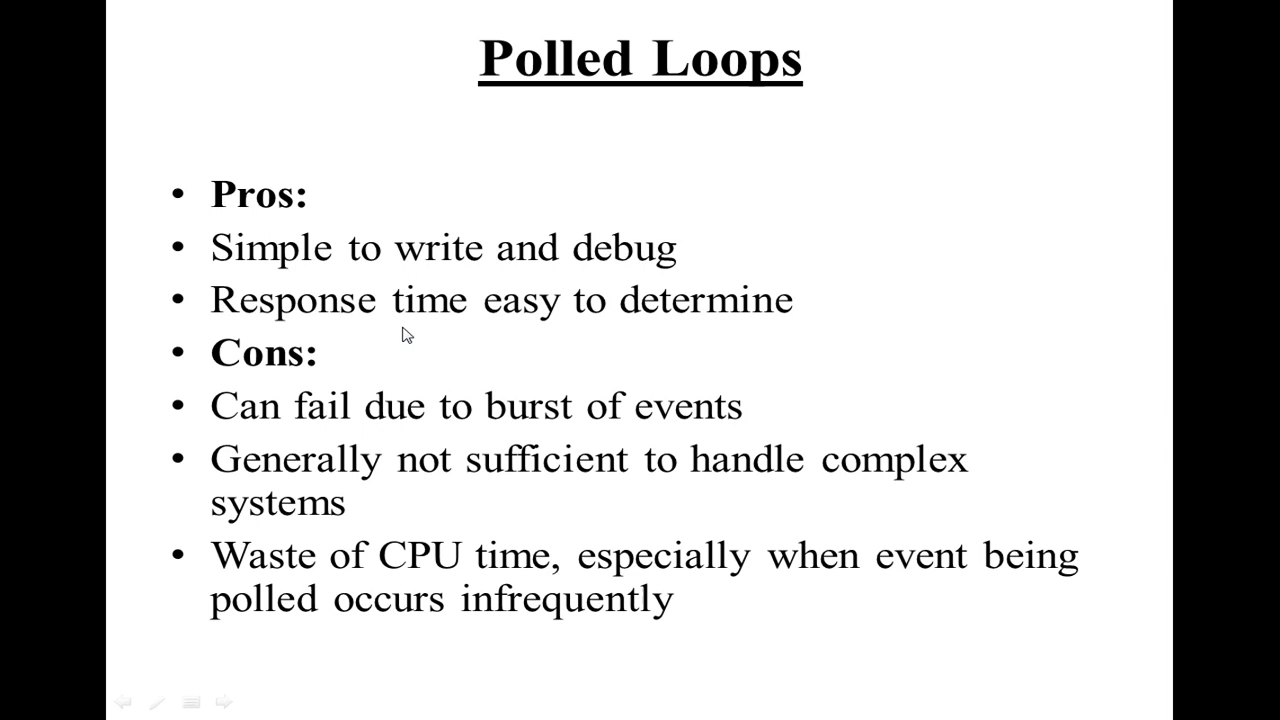 Polled Loops
• Pros:
• Simple to write and debug
• Response time easy to determine
• Cons:
• Can fail due to burst of events
• Generally not sufficient to handle complex
systems
• Waste of CPU time, especially when event being
polled occurs infrequently